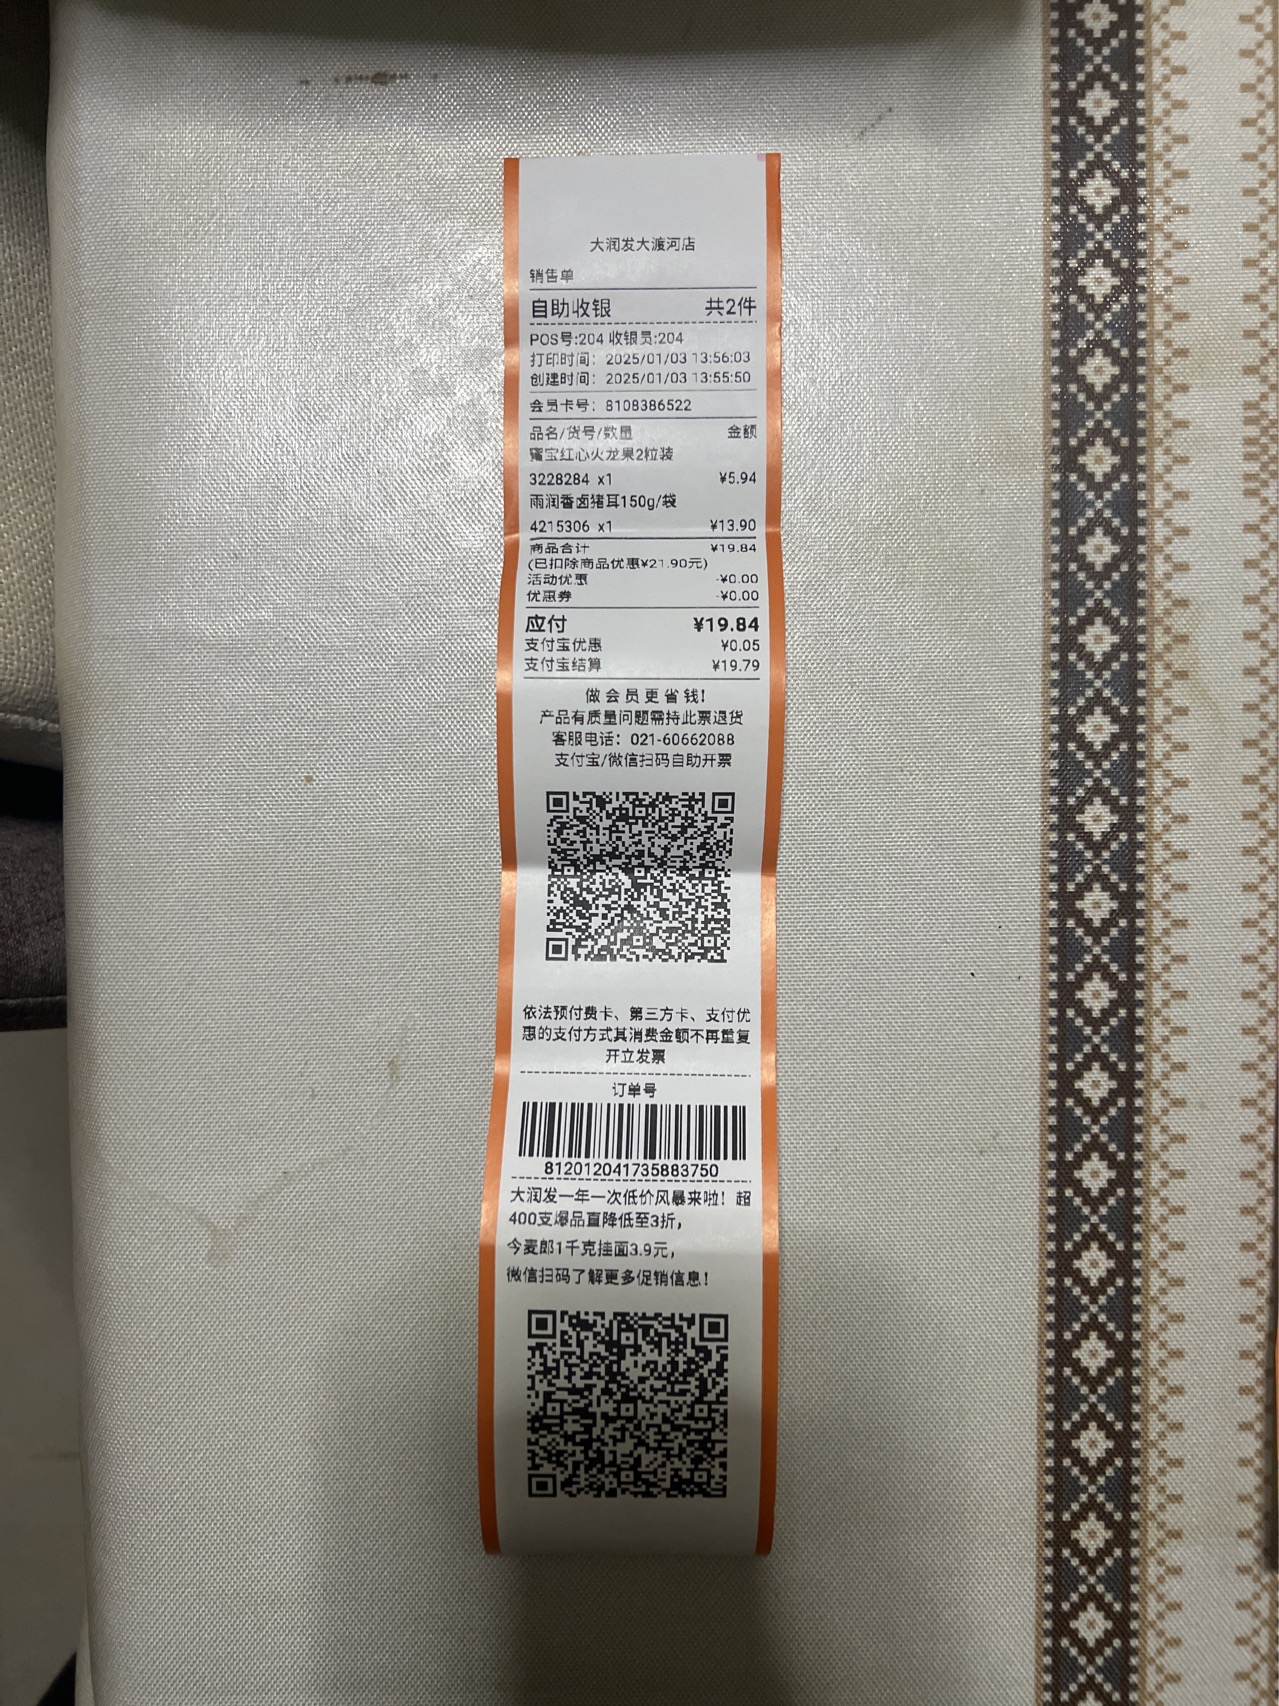 大润发大渡河店
销售单
自助收银 共2件
POS号:204 收银员:204
打印时间：2025/01/03 13:56:03
创建时间：2025/01/03 13:55:50
会员卡号：8108386522
品名/货号/数量 金额
蜜宝红心火龙果2粒装
3228284 x1 ¥5.94
雨润香卤猪耳150g/袋
4215306 x1 ¥13.90
商品合计 ¥19.84
(已扣除商品优惠¥21.90元)
活动优惠 -¥0.00
优惠券 -¥0.00
应付 ¥19.84
支付宝优惠 ¥0.05
支付宝结算 ¥19.79
做会员更省钱!
产品有质量问题需持此票退货
客服电话：021-60662088
支付宝/微信扫码自助开票
依法预付费卡、第三方卡、支付优
惠的支付方式其消费金额不再重复
开立发票
订单号
812012041735883750
大润发一年一次低价风暴来啦！超
400支爆品直降低至3折，
今麦郎1千克挂面3.9元，
微信扫码了解更多促销信息！